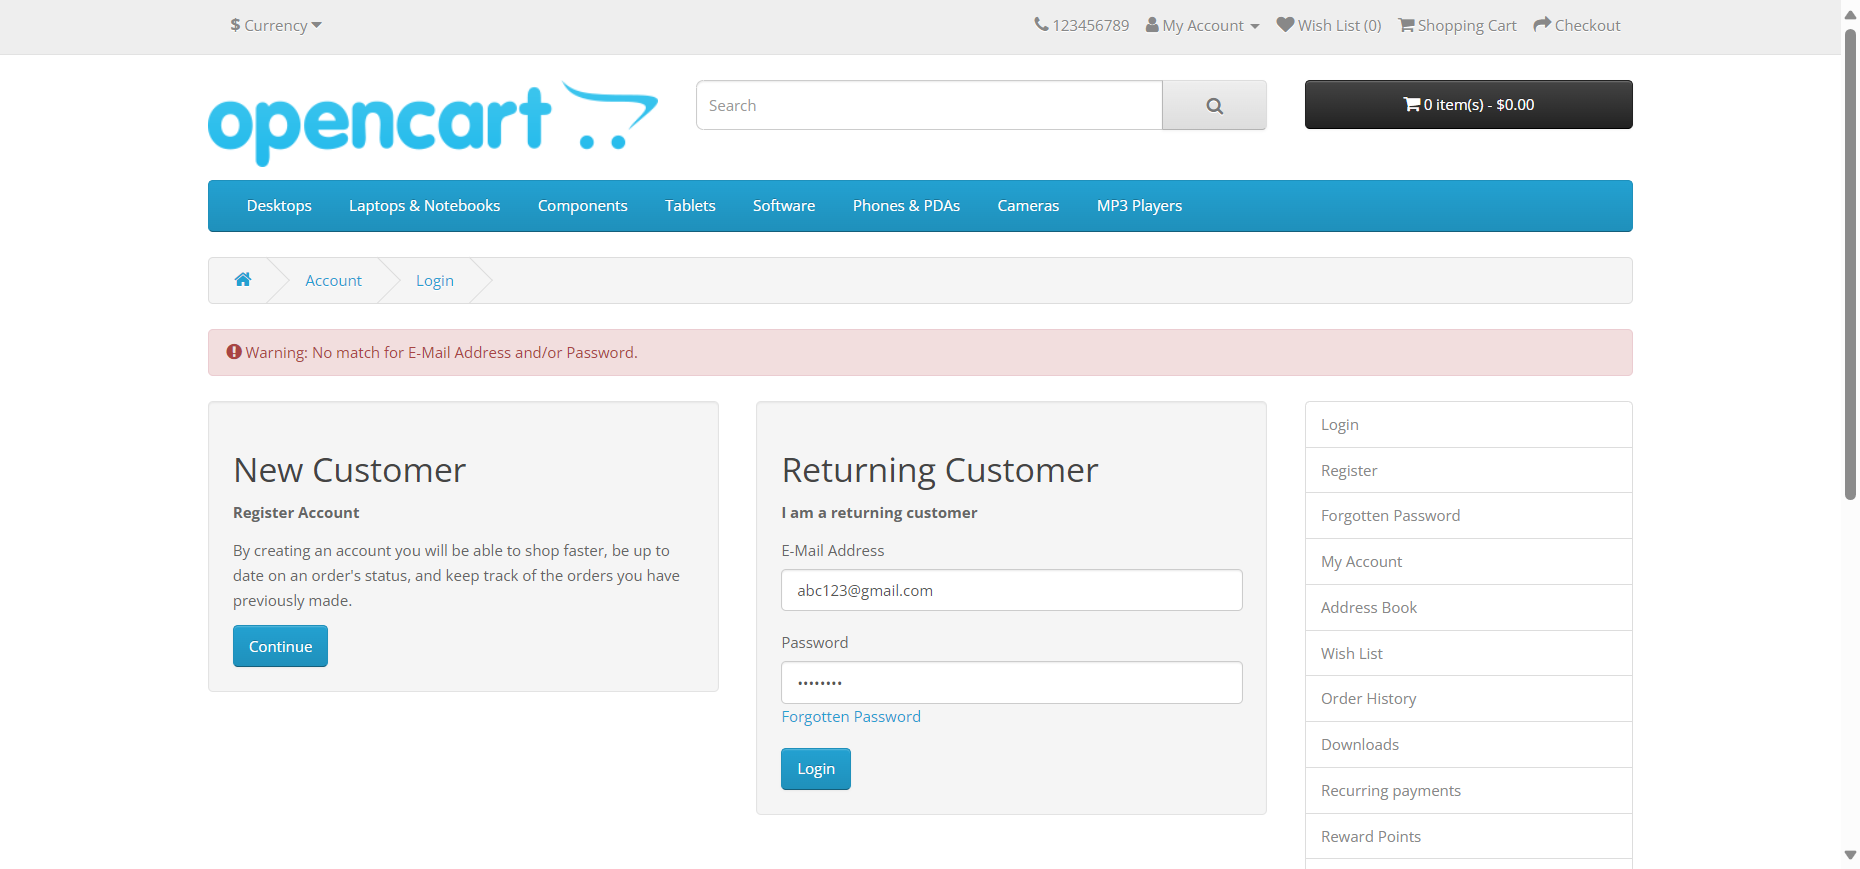 $ Currency
123456789 My Account Wish List (0) Shopping Cart Checkout
opencart
Search
0 item(s) - $0.00
Desktops Laptops & Notebooks Components Tablets Software Phones & PDAs Cameras MP3 Players
Account Login
Warning: No match for E-Mail Address and/or Password.
New Customer
Register Account
By creating an account you will be able to shop faster, be up to
date on an order's status, and keep track of the orders you have
previously made.
Continue
Returning Customer
I am a returning customer
E-Mail Address
abc123@gmail.com
Password
••••••••
Forgotten Password
Login
Login
Register
Forgotten Password
My Account
Address Book
Wish List
Order History
Downloads
Recurring payments
Reward Points